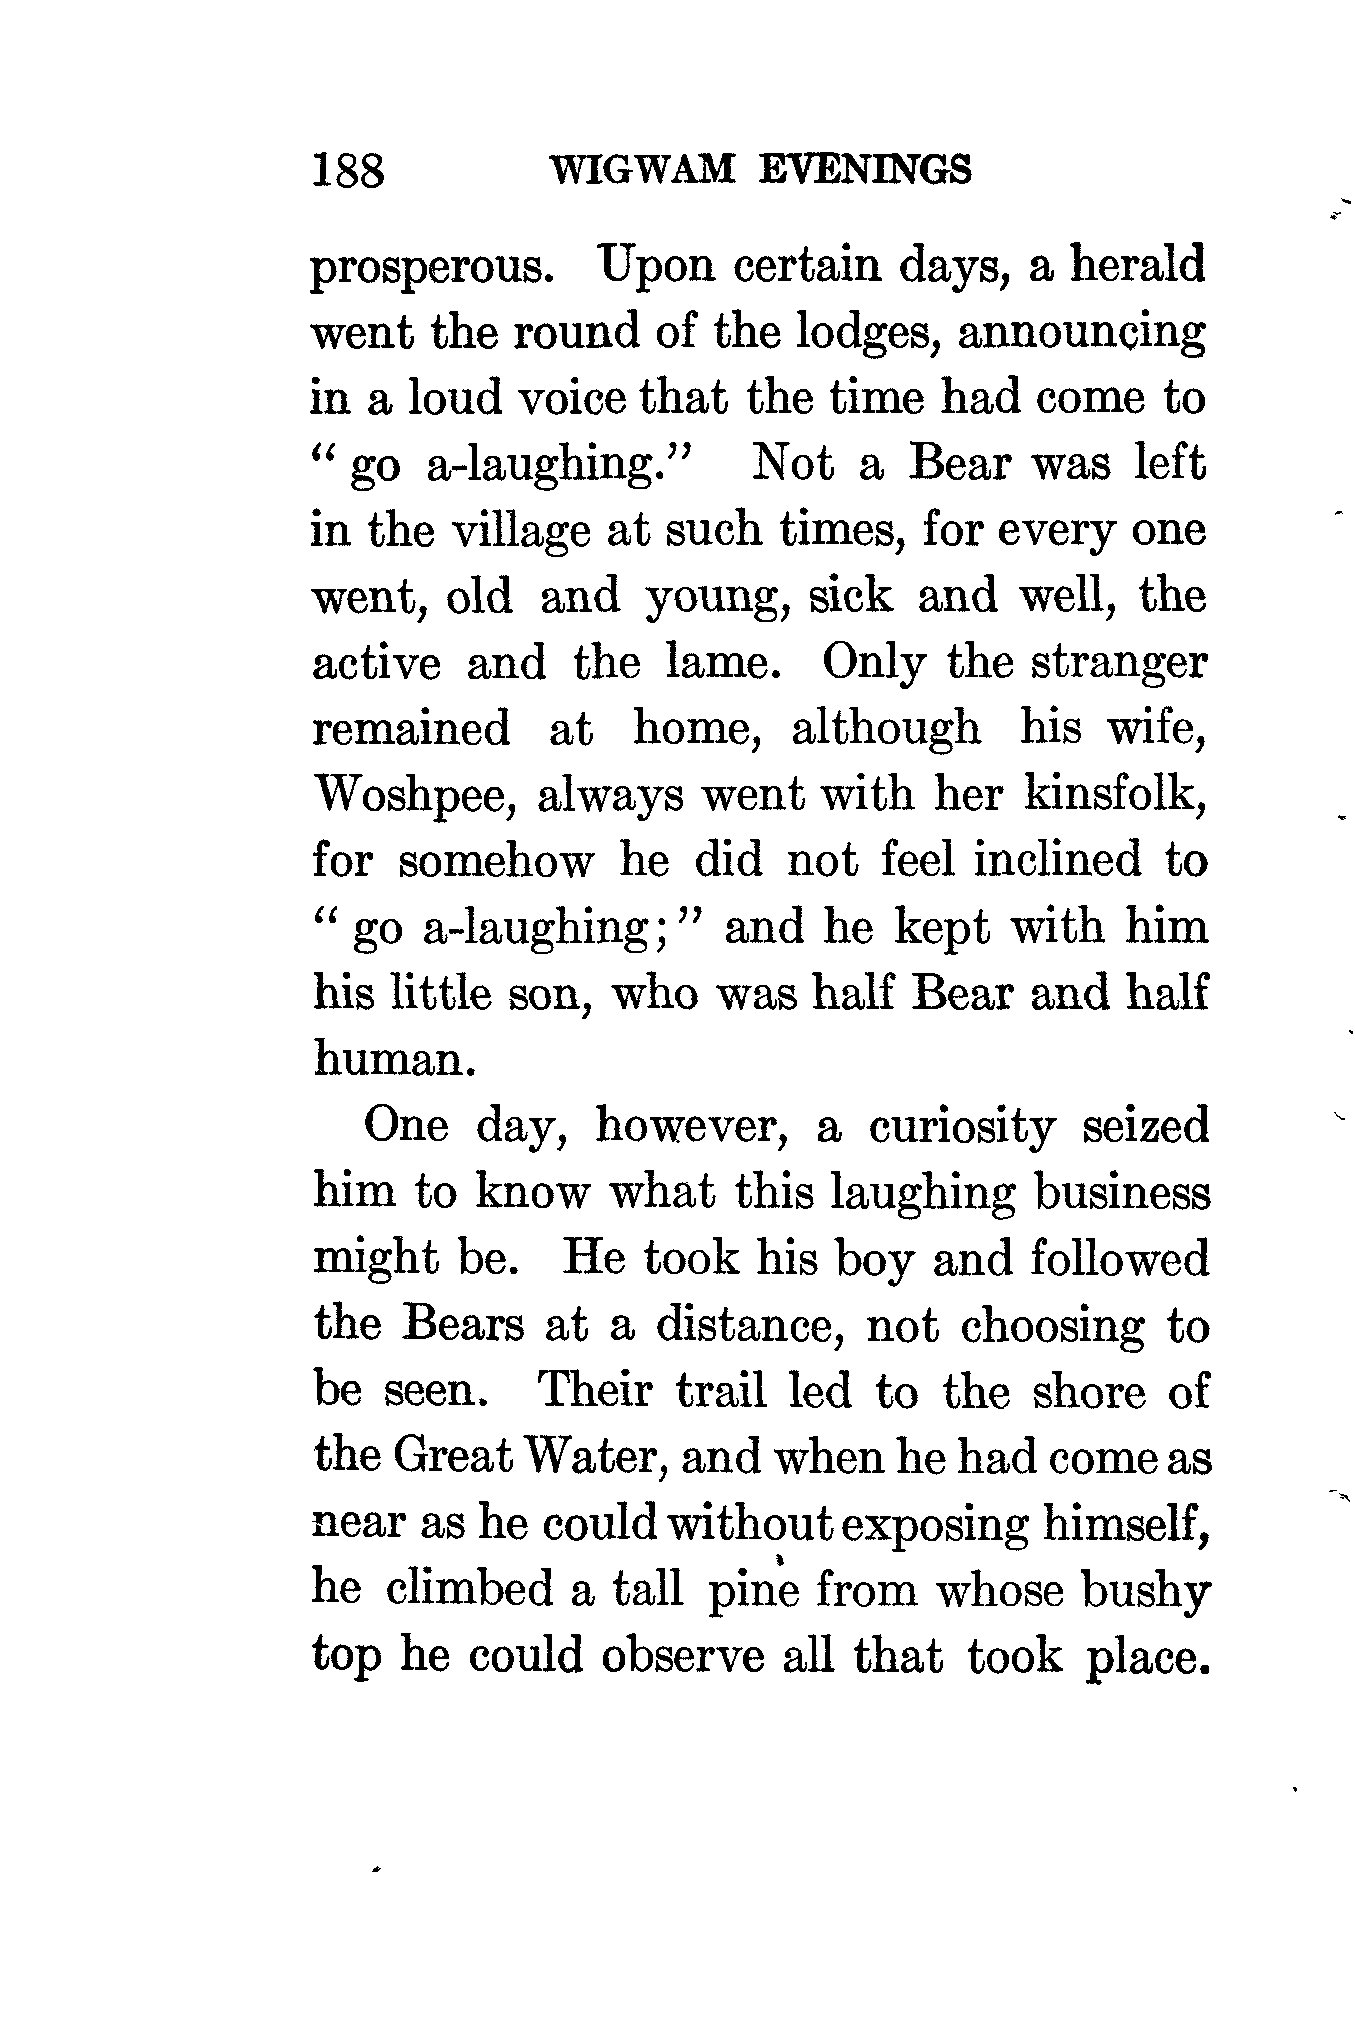 188 WIGWAM EVENINGS
prosperous. Upon certain days, a herald
went the round of the lodges, announcing
in a loud voice that the time had come to
“ go a-laughing.” Not a Bear was left
in the village at such times, for every one
went, old and young, sick and well, the
active and the lame. Only the stranger
remained at home, although his wife,
Woshpee, always went with her kinsfolk,
for somehow he did not feel inclined to
“ go a-laughing; ” and he kept with him
his little son, who was half Bear and half
human.
One day, however, a curiosity seized
him to know what this laughing business
might be. He took his boy and followed
the Bears at a distance, not choosing to
be seen. Their trail led to the shore of
the Great Water, and when he had come as
near as he could without exposing himself,
he climbed a tall pine from whose bushy
top he could observe all that took place.